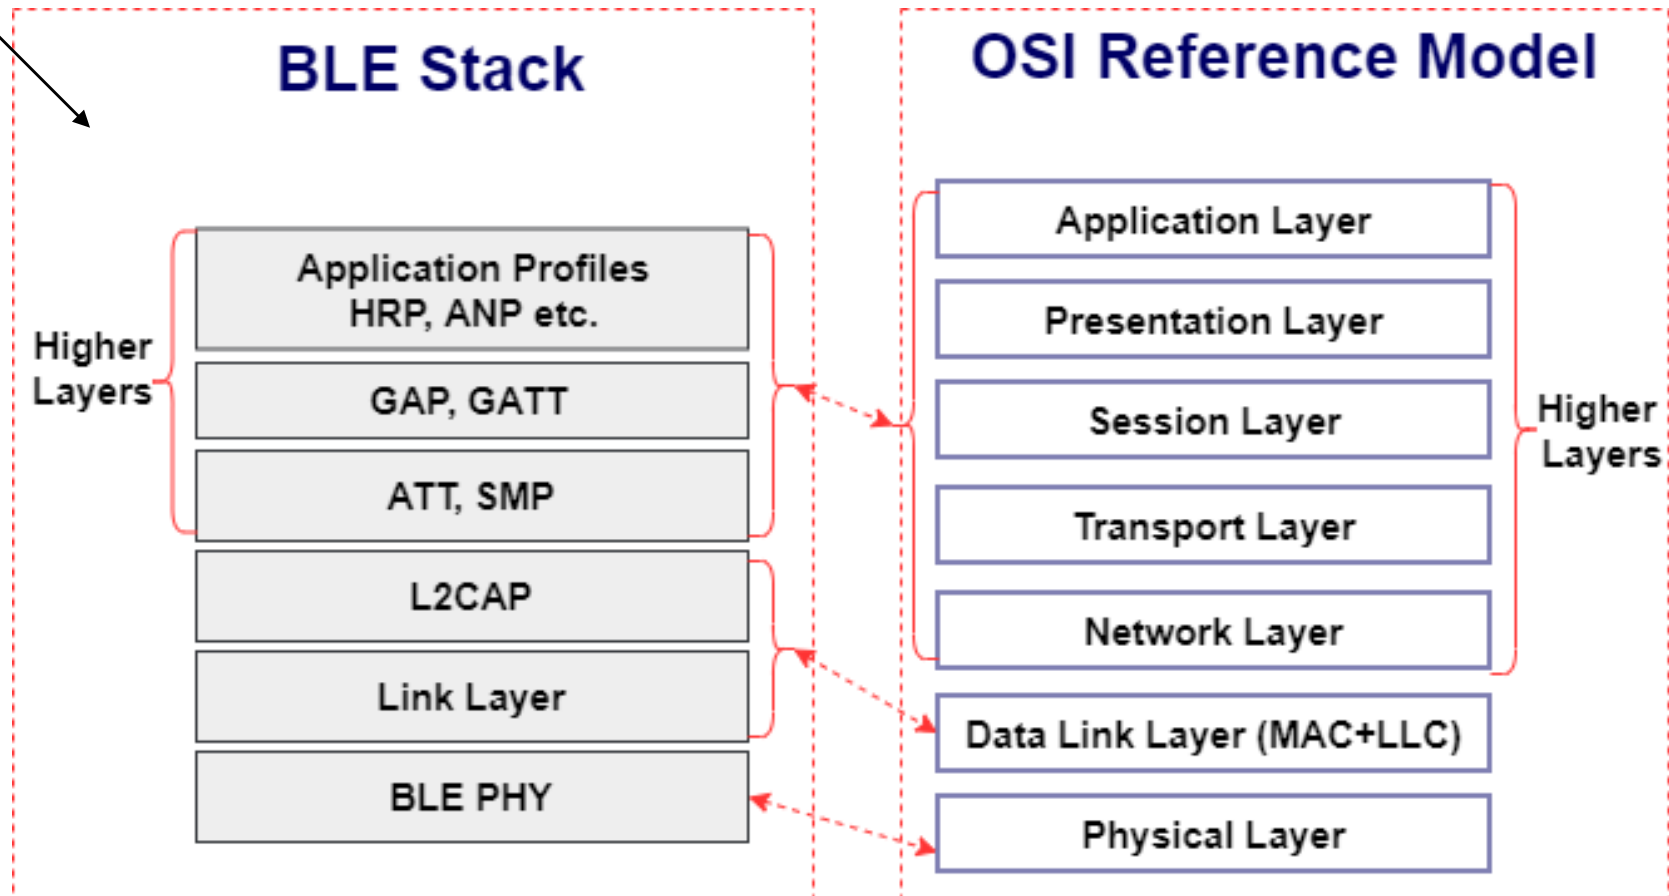 BLE Stack
Higher
Layers
Application Profiles
HRP, ANP etc.
GAP, GATT
ATT, SMP
L2CAP
Link Layer
BLE PHY
OSI Reference Model
Application Layer
Presentation Layer
Session Layer
Transport Layer
Network Layer
Data Link Layer (MAC+LLC)
Physical Layer
Higher
Layers